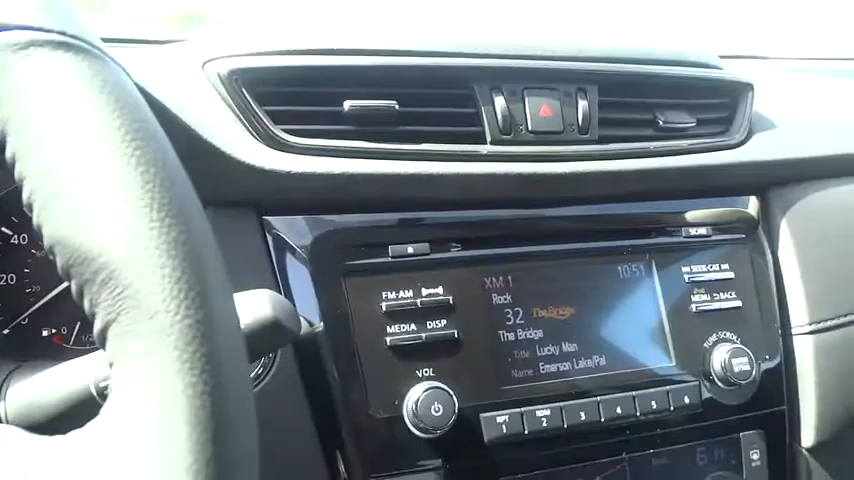 SCAN
FM•AM
SEEK•CAT
MEDIA DISP
MENU
BACK
VOL
TUNE•SCROLL
XM 1
10:51
Rock
32 The Bridge
The Bridge
Title Lucky Man
Name Emerson Lake/Pal
RPT
1
RDM
2
3
4
5
6
40
20
0